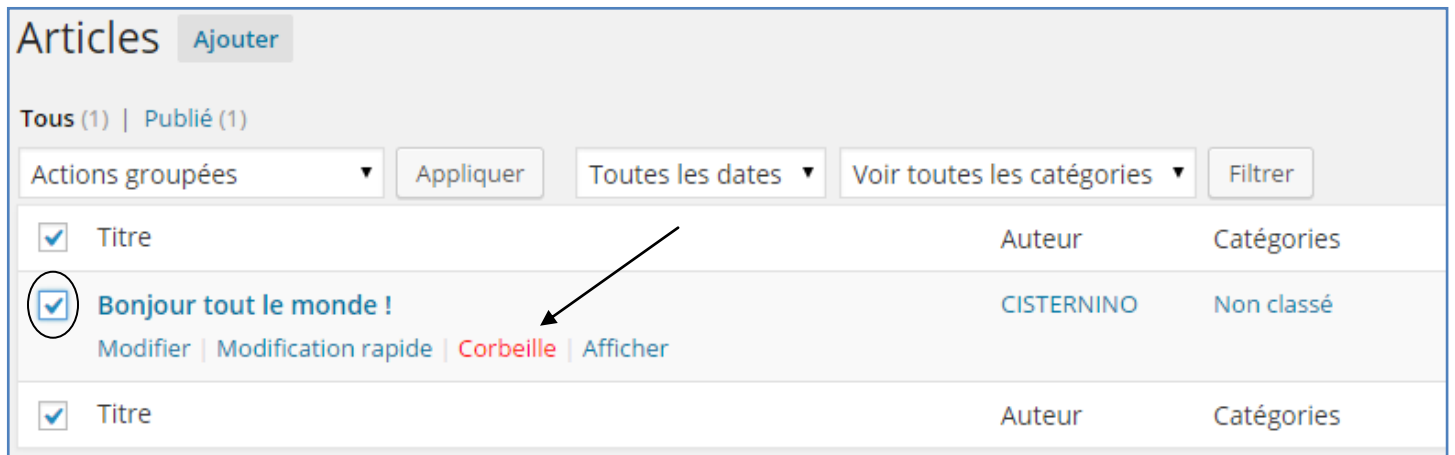 Articles Ajouter
Tous (1) | Publié (1)
Actions groupées Appliquer Toutes les dates Voir toutes les catégories Filtrer
Titre Auteur Catégories
Bonjour tout le monde ! CISTERNINO Non classé
Modifier | Modification rapide | Corbeille | Afficher
Titre Auteur Catégories